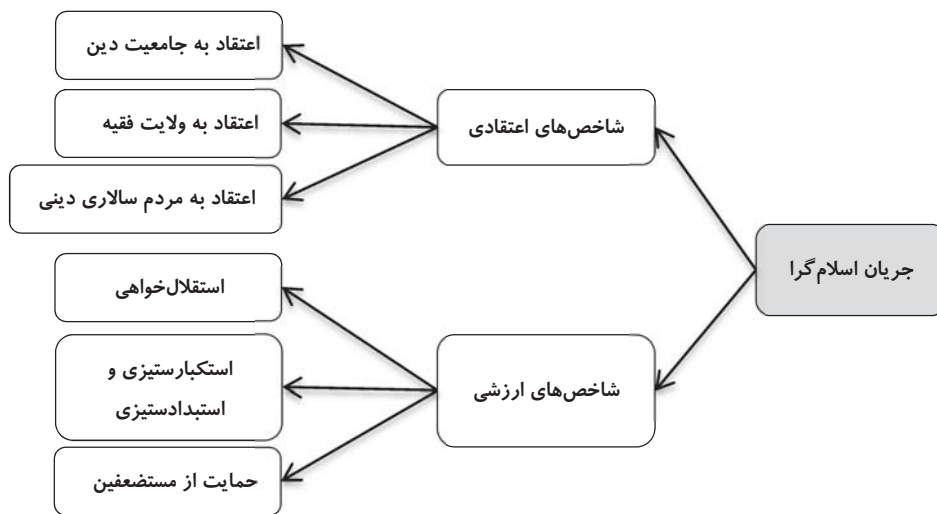 جریان اسلام‌گرا
شاخص‌های اعتقادی
اعتقاد به جامعیت دین
اعتقاد به ولایت فقیه
اعتقاد به مردم سالاری دینی
شاخص‌های ارزشی
استقلال‌خواهی
استکبارستیزی و
استبدادستیزی
حمایت از مستضعفین